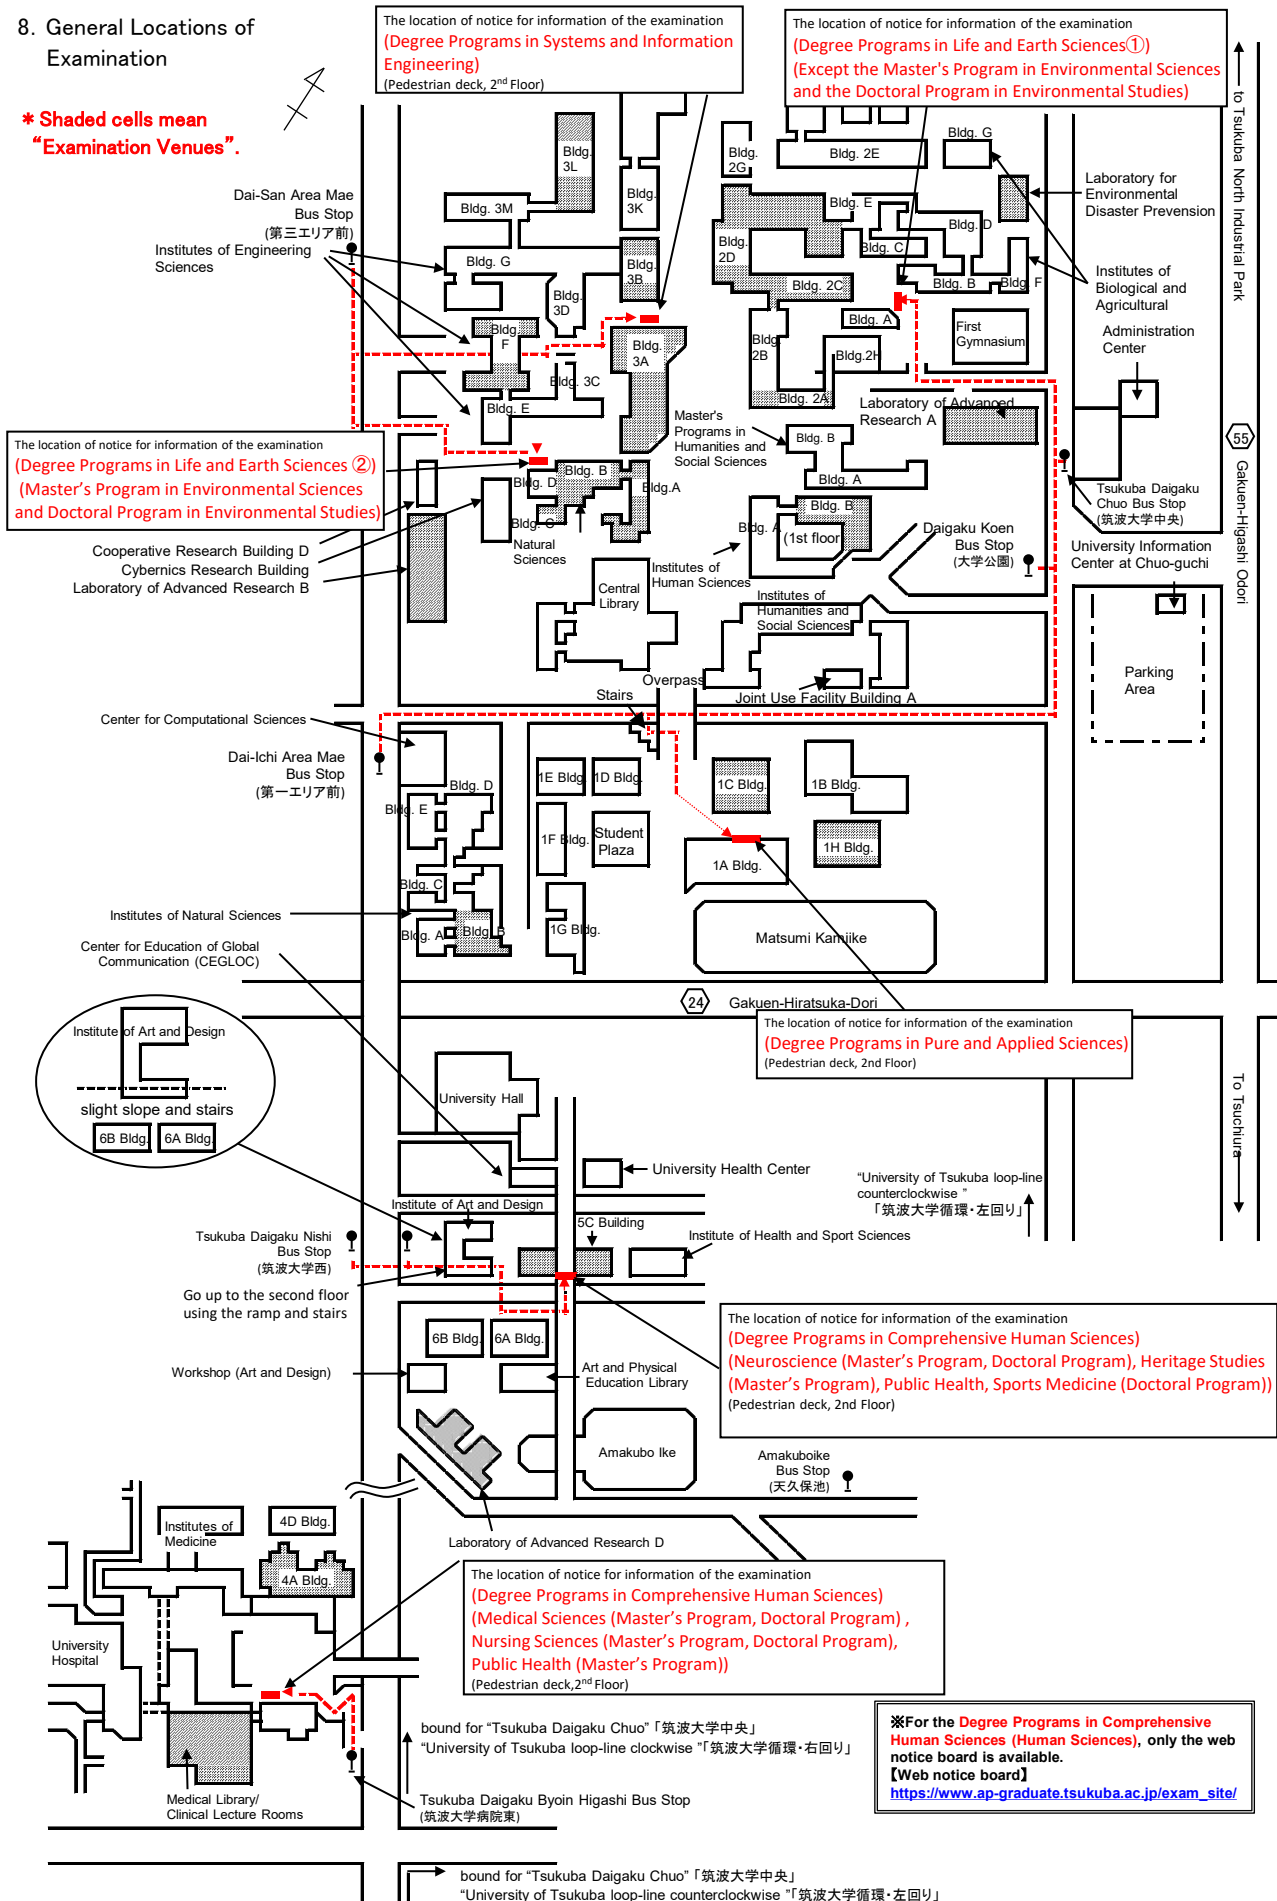 8. General Locations of
Examination
* Shaded cells mean
“Examination Venues”.
The location of notice for information of the examination
(Degree Programs in Systems and Information
Engineering)
(Pedestrian deck, 2nd Floor)
The location of notice for information of the examination
(Degree Programs in Life and Earth Sciences①)
(Except the Master's Program in Environmental Sciences
and the Doctoral Program in Environmental Studies)
to Tsukuba North Industrial Park
Bldg. 3L
Bldg. 3K
Bldg. 3M
Bldg. G
Bldg. 3B
Bldg. 3D
Bldg. F
Bldg. 3A
Bldg. 3C
Bldg. E
Bldg. 2G
Bldg. 2E
Bldg. G
Bldg. E
Bldg. D
Bldg. 2D
Bldg. C
Bldg. 2C
Bldg. B
Bldg. F
Bldg. A
Bldg. 2B
Bldg.2H
Bldg. 2A
First
Gymnasium
Laboratory for
Environmental
Disaster Prevension
Institutes of
Biological and
Agricultural
Administration
Center
Dai-San Area Mae
Bus Stop
(第三エリア前)
Institutes of Engineering
Sciences
Laboratory of Advanced
Research A
Master's
Programs in
Humanities and
Social Sciences
Bldg. B
Bldg. A
55
Gakuen-Higashi Odori
The location of notice for information of the examination
(Degree Programs in Life and Earth Sciences ②)
(Master’s Program in Environmental Sciences
and Doctoral Program in Environmental Studies)
Bldg. B
Bldg. D
Bldg.A
Bldg. C
Natural
Sciences
Cooperative Research Building D
Cybernics Research Building
Laboratory of Advanced Research B
Bldg. B
Bldg. A
(1st floor
Institutes of
Human Sciences
Daigaku Koen
Bus Stop
(大学公園)
Tsukuba Daigaku
Chuo Bus Stop
(筑波大学中央)
University Information
Center at Chuo-guchi
Central
Library
Institutes of
Humanities and
Social Sciences
Parking
Area
Overpass
Stairs
Joint Use Facility Building A
Center for Computational Sciences
Dai-Ichi Area Mae
Bus Stop
(第一エリア前)
Bldg. D
Bldg. E
1E Bldg.
1D Bldg.
1C Bldg.
1B Bldg.
1F Bldg.
Student
Plaza
1A Bldg.
1H Bldg.
Bldg. C
Institutes of Natural Sciences
Bldg. A
Bldg. B
1G Bldg.
Matsumi Kamiike
Center for Education of Global
Communication (CEGLOC)
24
Gakuen-Hiratsuka-Dori
The location of notice for information of the examination
(Degree Programs in Pure and Applied Sciences)
(Pedestrian deck, 2nd Floor)
Institute of Art and Design
slight slope and stairs
6B Bldg.
6A Bldg.
University Hall
To Tsuchiura
University Health Center
“University of Tsukuba loop-line
counterclockwise ”
「筑波大学循環・左回り」
Institute of Art and Design
5C Building
Institute of Health and Sport Sciences
Tsukuba Daigaku Nishi
Bus Stop
(筑波大学西)
Go up to the second floor
using the ramp and stairs
The location of notice for information of the examination
(Degree Programs in Comprehensive Human Sciences)
(Neuroscience (Master’s Program, Doctoral Program), Heritage Studies
(Master’s Program), Public Health, Sports Medicine (Doctoral Program))
(Pedestrian deck, 2nd Floor)
6B Bldg.
6A Bldg.
Workshop (Art and Design)
Art and Physical
Education Library
Amakubo Ike
Amakuboike
Bus Stop
(天久保池)
Laboratory of Advanced Research D
Institutes of
Medicine
4D Bldg.
4A Bldg.
University
Hospital
The location of notice for information of the examination
(Degree Programs in Comprehensive Human Sciences)
(Medical Sciences (Master’s Program, Doctoral Program) ,
Nursing Sciences (Master’s Program, Doctoral Program),
Public Health (Master’s Program))
(Pedestrian deck,2nd Floor)
Medical Library/
Clinical Lecture Rooms
bound for “Tsukuba Daigaku Chuo” 「筑波大学中央」
“University of Tsukuba loop-line clockwise ”「筑波大学循環・右回り」
Tsukuba Daigaku Byoin Higashi Bus Stop
(筑波大学病院東)
※For the Degree Programs in Comprehensive
Human Sciences (Human Sciences), only the web
notice board is available.
【Web notice board】
https://www.ap-graduate.tsukuba.ac.jp/exam_site/
bound for “Tsukuba Daigaku Chuo” 「筑波大学中央」
“University of Tsukuba loop-line counterclockwise ”「筑波大学循環・左回り」